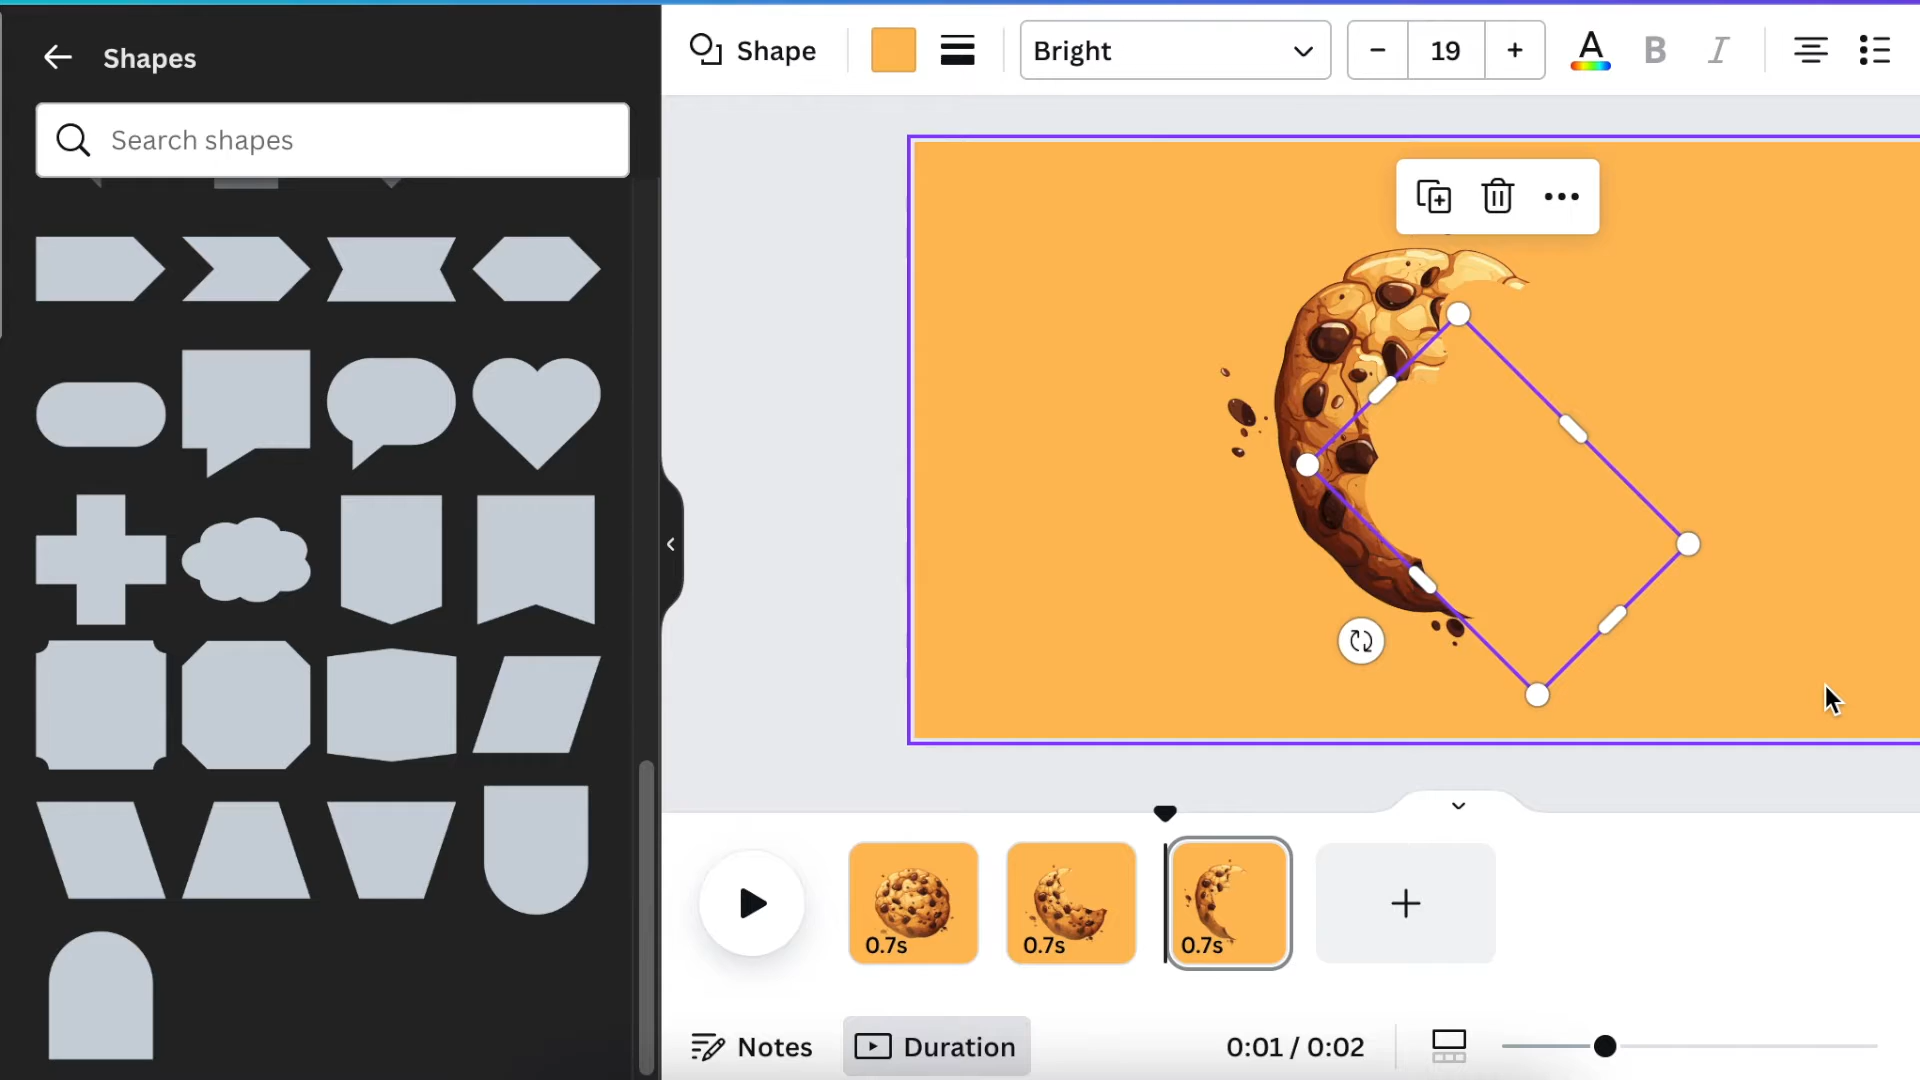 Shapes
Search shapes
Shape
Bright
19
A
B
I
0.7s
0.7s
0.7s
Notes
Duration
0:01 / 0:02